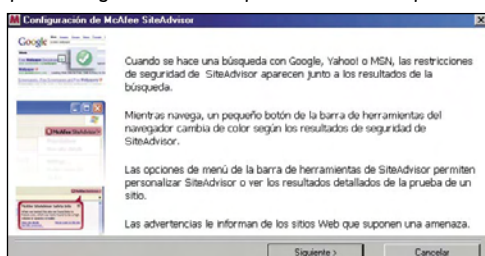 Configuración de McAfee SiteAdvisor
Google
Cuando se hace una búsqueda con Google, Yahoo! o MSN, las restricciones
de seguridad de SiteAdvisor aparecen junto a los resultados de la
búsqueda.
Mientras navega, un pequeño botón de la barra de herramientas del
navegador cambia de color según los resultados de seguridad de
SiteAdvisor.
McAfee SiteAdvisor
Las opciones de menú de la barra de herramientas de SiteAdvisor permiten
personalizar SiteAdvisor o ver los resultados detallados de la prueba de un
sitio.
Las advertencias le informan de los sitios Web que suponen una amenaza.
Siguiente >
Cancelar